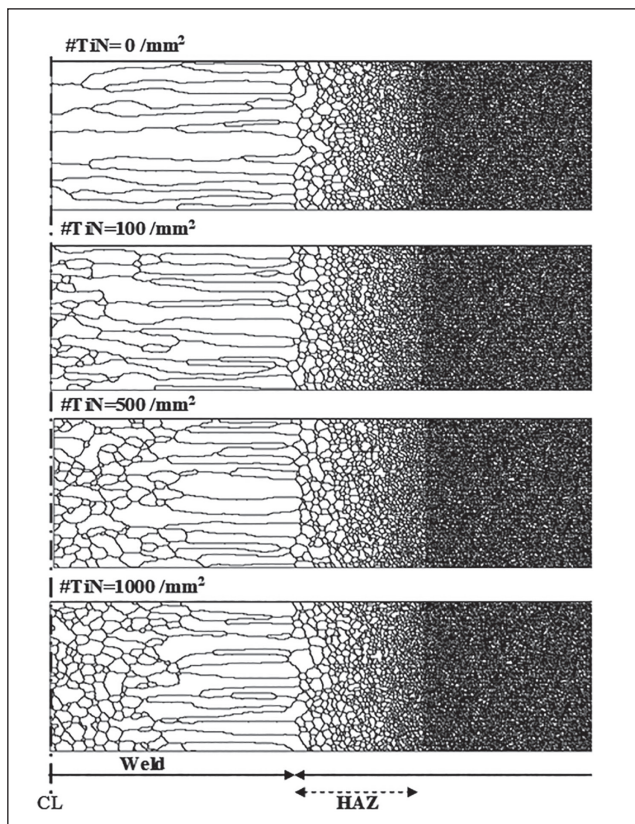 #TiN= 0 /mm²
#TiN=100/mm²
#TiN=500 /mm²
#TiN=1000 /mm²
Weld
CL
HAZ